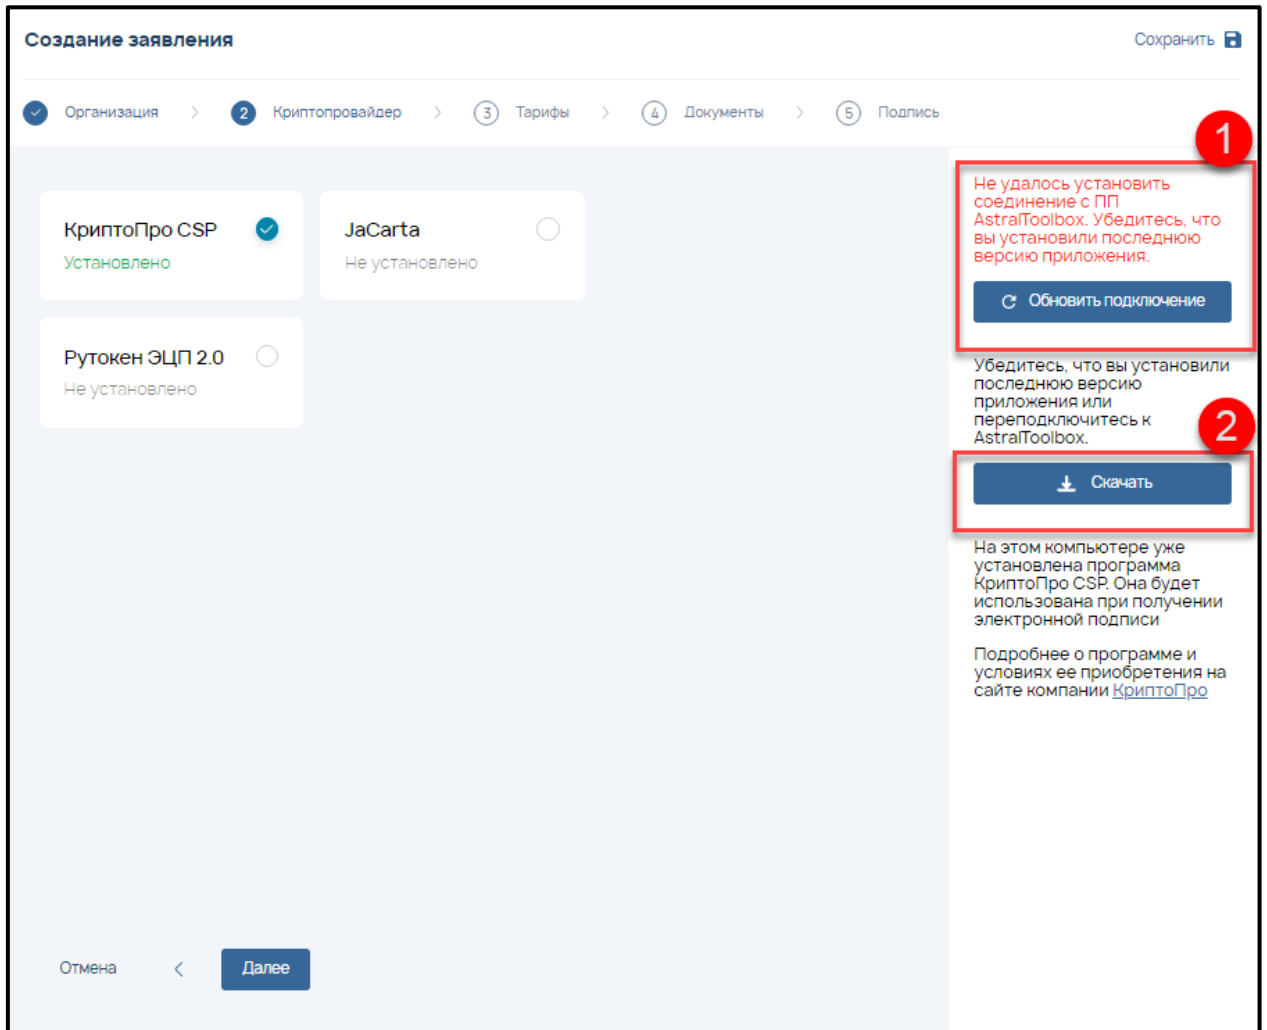 Создание заявления
Сохранить
Организация
2 Криптопровайдер
3 Тарифы
4 Документы
5 Подпись
КриптоПро CSP
Установлено
JaCarta
Не установлено
Рутокен ЭЦП 2.0
Не установлено
1
Не удалось установить
соединение с ПП
AstralToolbox. Убедитесь, что
вы установили последнюю
версию приложения.
Обновить подключение
Убедитесь, что вы установили
последнюю версию
приложения или
переподключитесь к
AstralToolbox.
2
Скачать
На этом компьютере уже
установлена программа
КриптоПро CSP. Она будет
использована при получении
электронной подписи
Подробнее о программе и
условиях ее приобретения на
сайте компании КриптоПро
Отмена
Далее